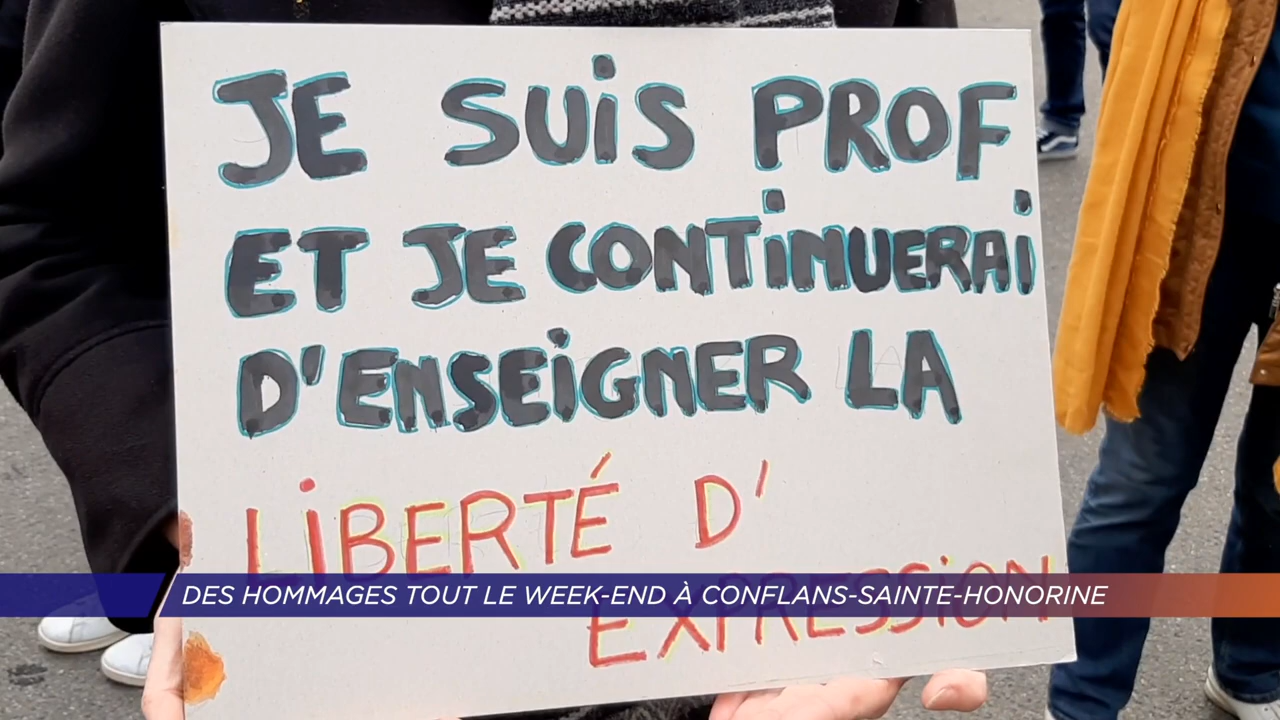 JE SUiS PROF
ET JE CONTiNUERAi
D'ENSEiGNER LA
LiBERTÉ D'
EXPRESSiON
DES HOMMAGES TOUT LE WEEK-END À CONFLANS-SAINTE-HONORINE